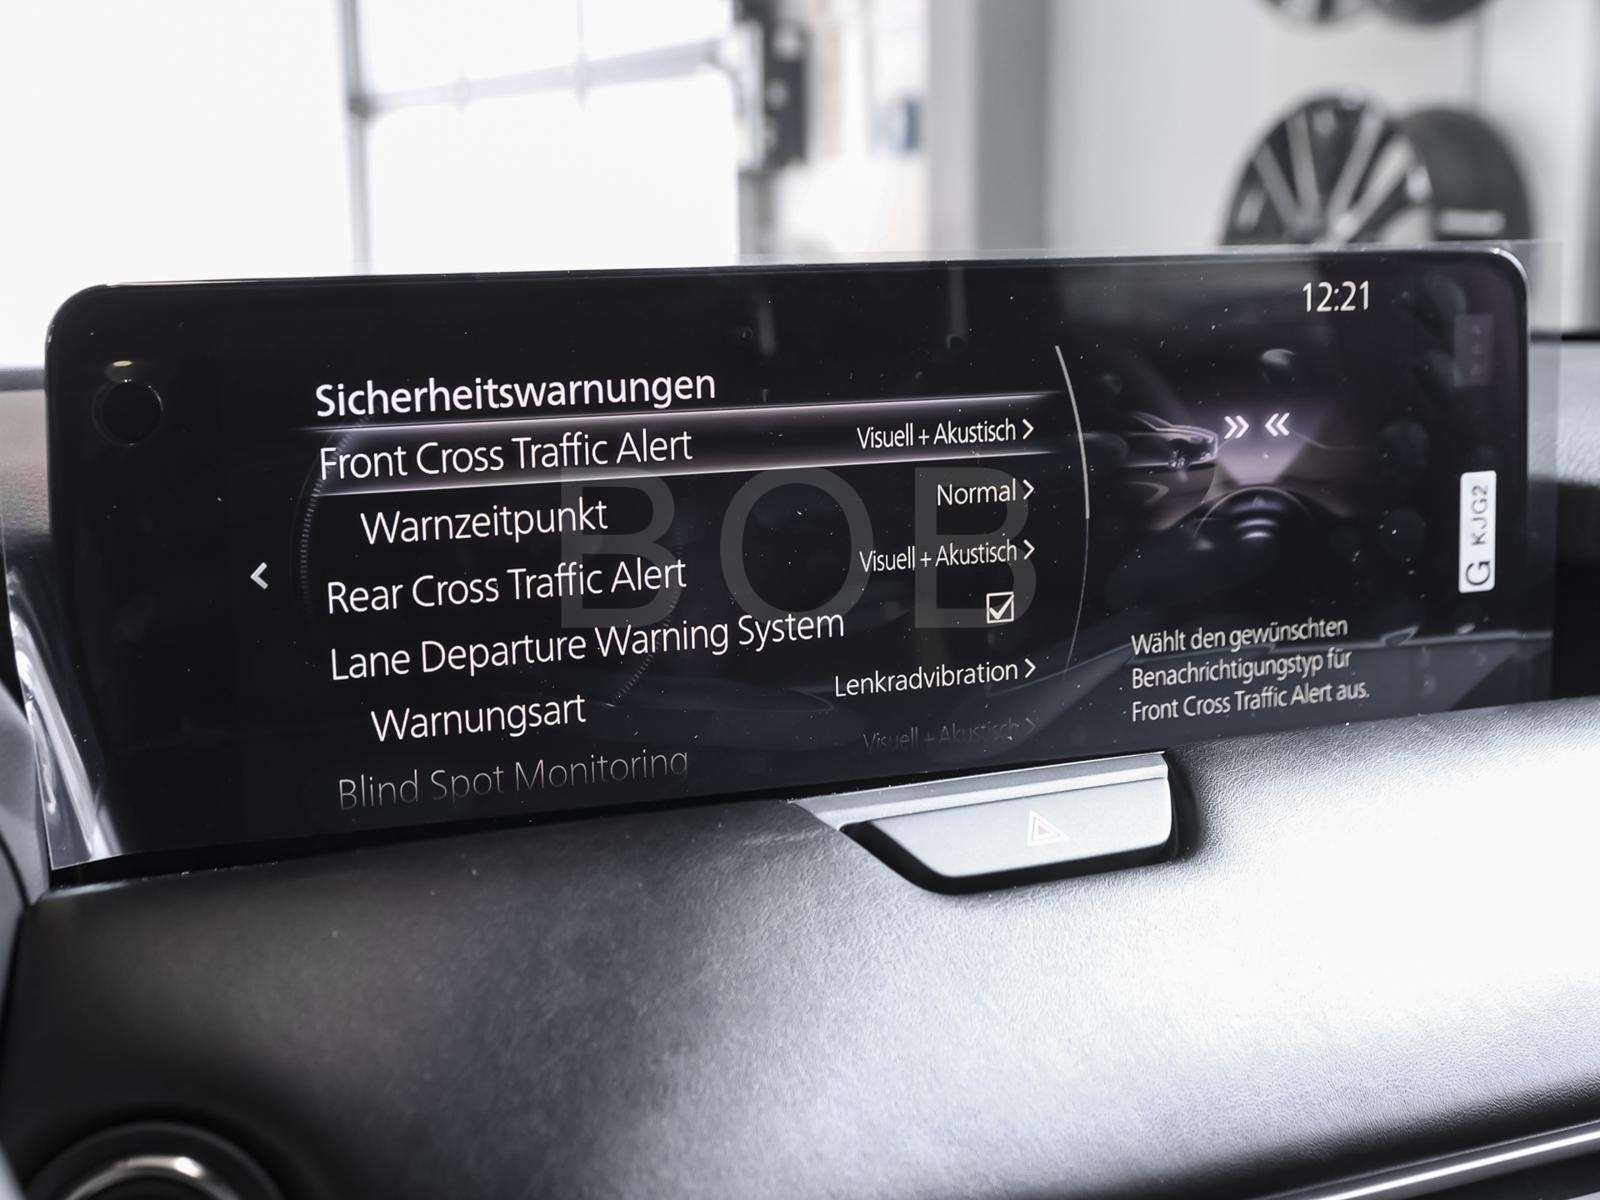 12:21
Sicherheitswarnungen
Front Cross Traffic Alert Visuell + Akustisch >
Warnzeitpunkt Normal >
Rear Cross Traffic Alert Visuell + Akustisch >
Lane Departure Warning System
Warnungsart Lenkradvibration >
Blind Spot Monitoring Visuell + Akustisch >
Wählt den gewünschten
Benachrichtigungstyp für
Front Cross Traffic Alert aus.
G KJG2
BOB